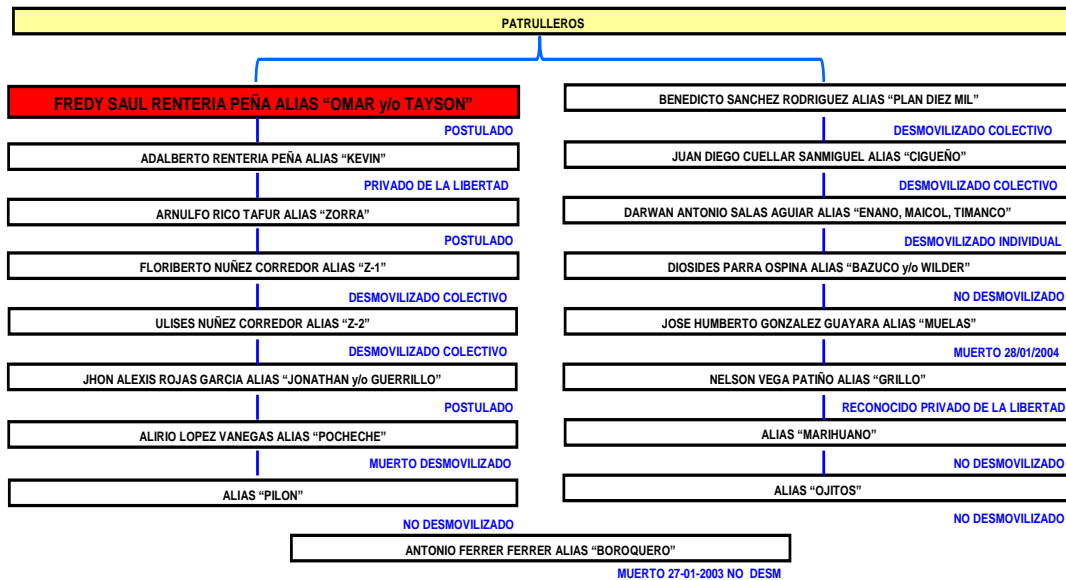 PATRULLEROS
FREDY SAUL RENTERIA PEÑA ALIAS “OMAR y/o TAYSON”
POSTULADO
ADALBERTO RENTERIA PEÑA ALIAS “KEVIN”
PRIVADO DE LA LIBERTAD
ARNULFO RICO TAFUR ALIAS “ZORRA”
POSTULADO
FLORIBERTO NUÑEZ CORREDOR ALIAS “Z-1”
DESMOVILIZADO COLECTIVO
ULISES NUÑEZ CORREDOR ALIAS “Z-2”
DESMOVILIZADO COLECTIVO
JHON ALEXIS ROJAS GARCIA ALIAS “JONATHAN y/o GUERRILLO”
POSTULADO
ALIRIO LOPEZ VANEGAS ALIAS “POCHECHE”
MUERTO DESMOVILIZADO
ALIAS “PILON”
NO DESMOVILIZADO
BENEDICTO SANCHEZ RODRIGUEZ ALIAS “PLAN DIEZ MIL”
DESMOVILIZADO COLECTIVO
JUAN DIEGO CUELLAR SANMIGUEL ALIAS “CIGUEÑO”
DESMOVILIZADO COLECTIVO
DARWAN ANTONIO SALAS AGUIAR ALIAS “ENANO, MAICOL, TIMANCO”
DESMOVILIZADO INDIVIDUAL
DIOSIDES PARRA OSPINA ALIAS “BAZUCO y/o WILDER”
NO DESMOVILIZADO
JOSE HUMBERTO GONZALEZ GUAYARA ALIAS “MUELAS”
MUERTO 28/01/2004
NELSON VEGA PATIÑO ALIAS “GRILLO”
RECONOCIDO PRIVADO DE LA LIBERTAD
ALIAS “MARIHUANO”
NO DESMOVILIZADO
ALIAS “OJITOS”
NO DESMOVILIZADO
ANTONIO FERRER FERRER ALIAS “BOROQUERO”
MUERTO 27-01-2003 NO DESM